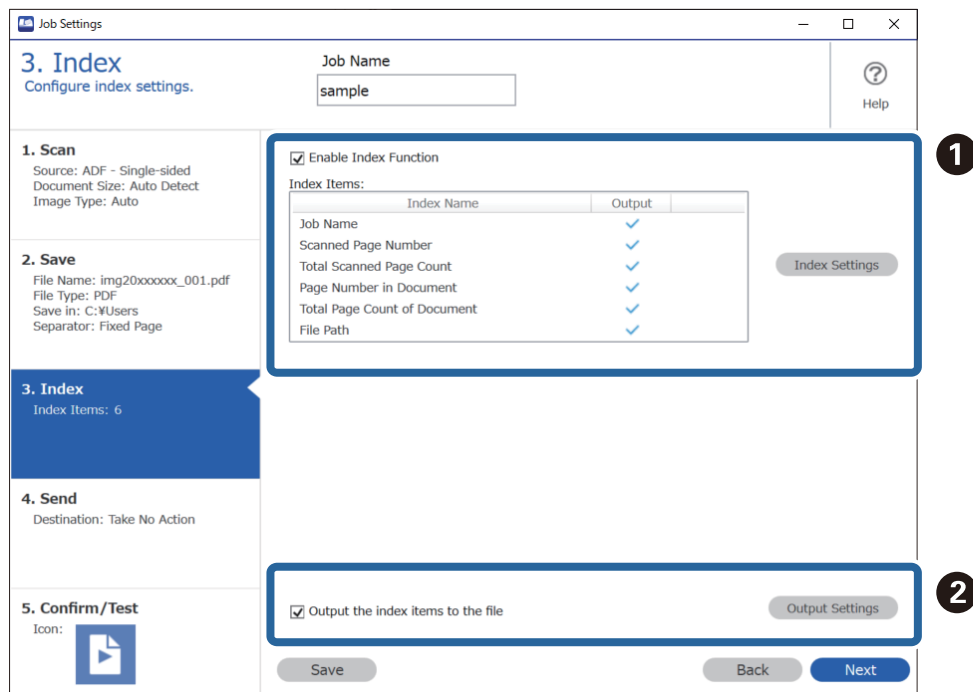 Job Settings
3. Index
Configure index settings.
Job Name
sample
Help
1. Scan
Source: ADF - Single-sided
Document Size: Auto Detect
Image Type: Auto
2. Save
File Name: img20xxxxxx_001.pdf
File Type: PDF
Save in: C:¥Users
Separator: Fixed Page
3. Index
Index Items: 6
4. Send
Destination: Take No Action
5. Confirm/Test
Icon:
1
Enable Index Function
Index Items:
Index Name Output
Job Name
Scanned Page Number
Total Scanned Page Count
Page Number in Document
Total Page Count of Document
File Path
Index Settings
2
Output the index items to the file
Output Settings
Save
Back
Next